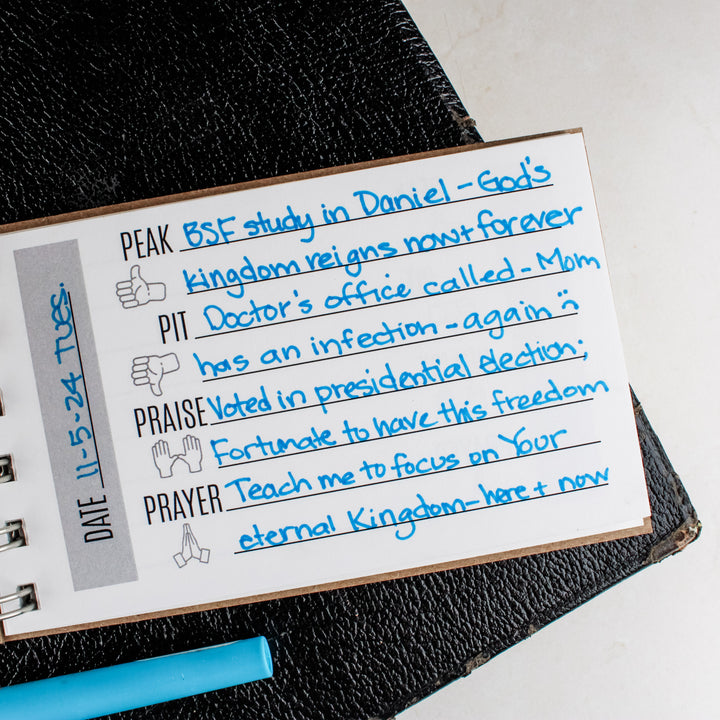 PEAK BSF study in Daniel - God's
kingdom reigns now + forever
PIT Doctor's office called - Mom
has an infection - again :(
PRAISE Voted in presidential election;
Fortunate to have this freedom
PRAYER Teach me to focus on Your
eternal Kingdom - here + now
DATE 11-5-24 TUES.